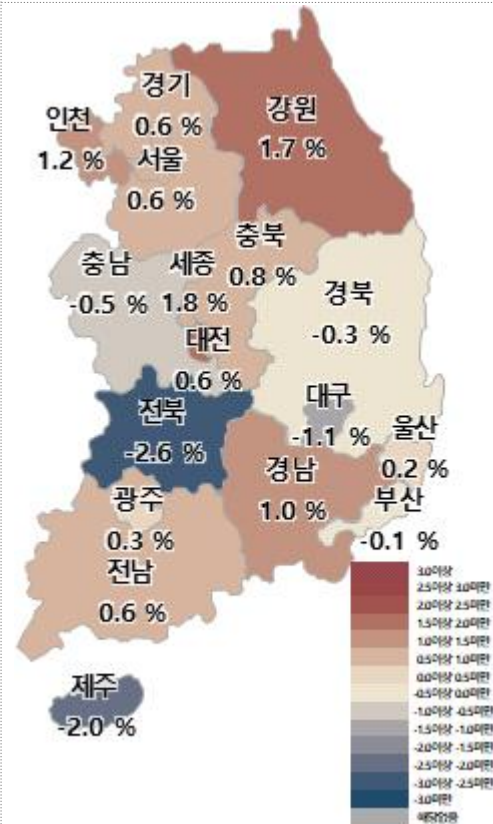 경기
0.6 %
강원
1.7 %
인천
1.2 %
서울
0.6 %
충북
0.8 %
충남
-0.5 %
세종
1.8 %
경북
-0.3 %
대전
0.6 %
전북
-2.6 %
대구
-1.1 %
울산
0.2 %
경남
1.0 %
부산
-0.1 %
광주
0.3 %
전남
0.6 %
제주
-2.0 %
3.0이상
2.5이상 3.0미만
2.0이상 2.5미만
1.5이상 2.0미만
1.0이상 1.5미만
0.5이상 1.0미만
0.0이상 0.5미만
-0.5이상 0.0미만
-1.0이상 -0.5미만
-1.5이상 -1.0미만
-2.0이상 -1.5미만
-2.5이상 -2.0미만
-3.0이상 -2.5미만
-3.0미만
해당없음